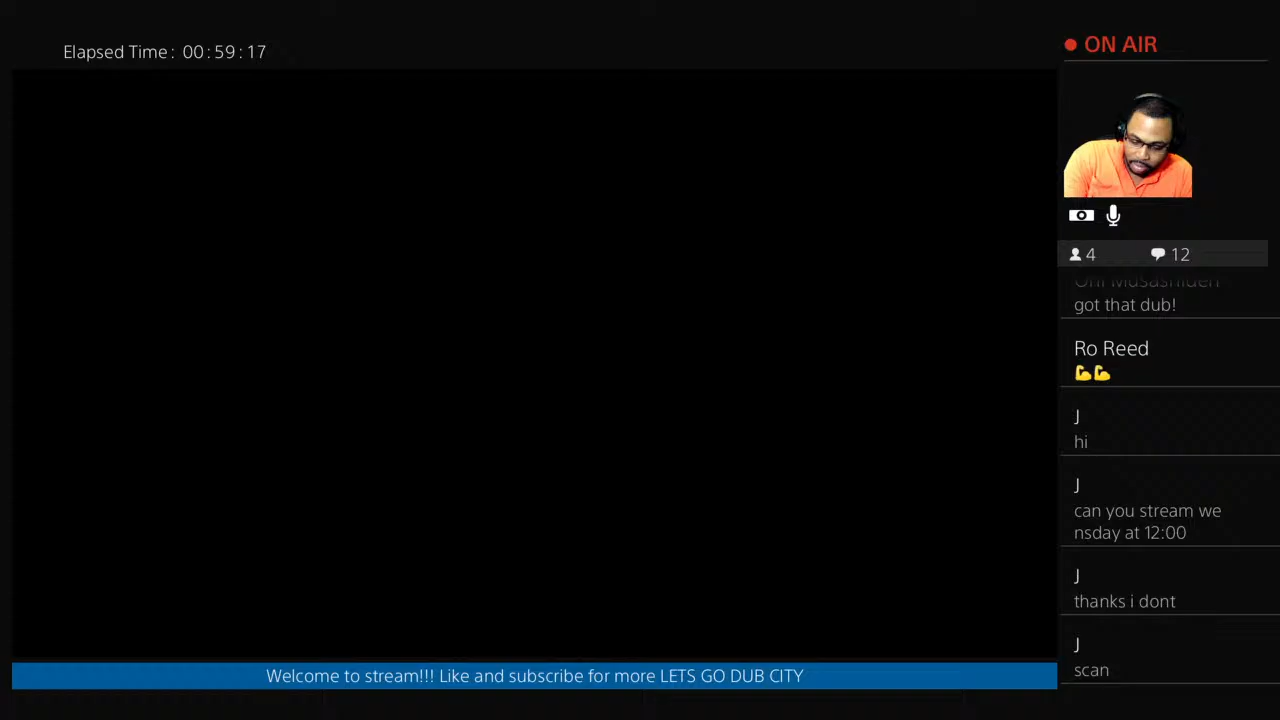 Elapsed Time: 00:59:17
ON AIR
4 12
got that dub!
Ro Reed
💪💪
J
hi
J
can you stream we
nsday at 12:00
J
thanks i dont
J
scan
Welcome to stream!!! Like and subscribe for more LETS GO DUB CITY